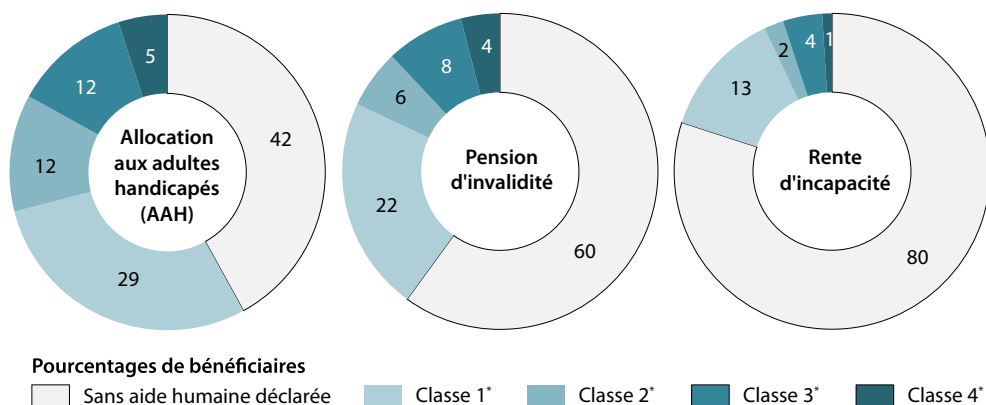 5
12
12
29
42
Allocation
aux adultes
handicapés
(AAH)
4
8
6
22
60
Pension
d'invalidité
1
4
2
13
80
Rente
d'incapacité
Pourcentages de bénéficiaires
Sans aide humaine déclarée
Classe 1*
Classe 2*
Classe 3*
Classe 4*